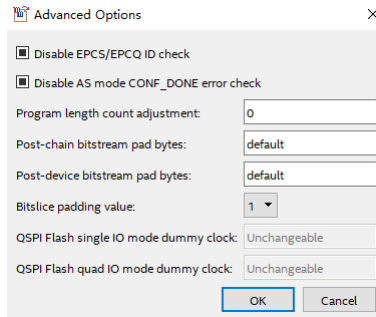 Advanced Options
Disable EPCS/EPCQ ID check
Disable AS mode CONF_DONE error check
Program length count adjustment: 0
Post-chain bitstream pad bytes: default
Post-device bitstream pad bytes: default
Bitslice padding value: 1
QSPI Flash single IO mode dummy clock: Unchangeable
QSPI Flash quad IO mode dummy clock: Unchangeable
OK Cancel